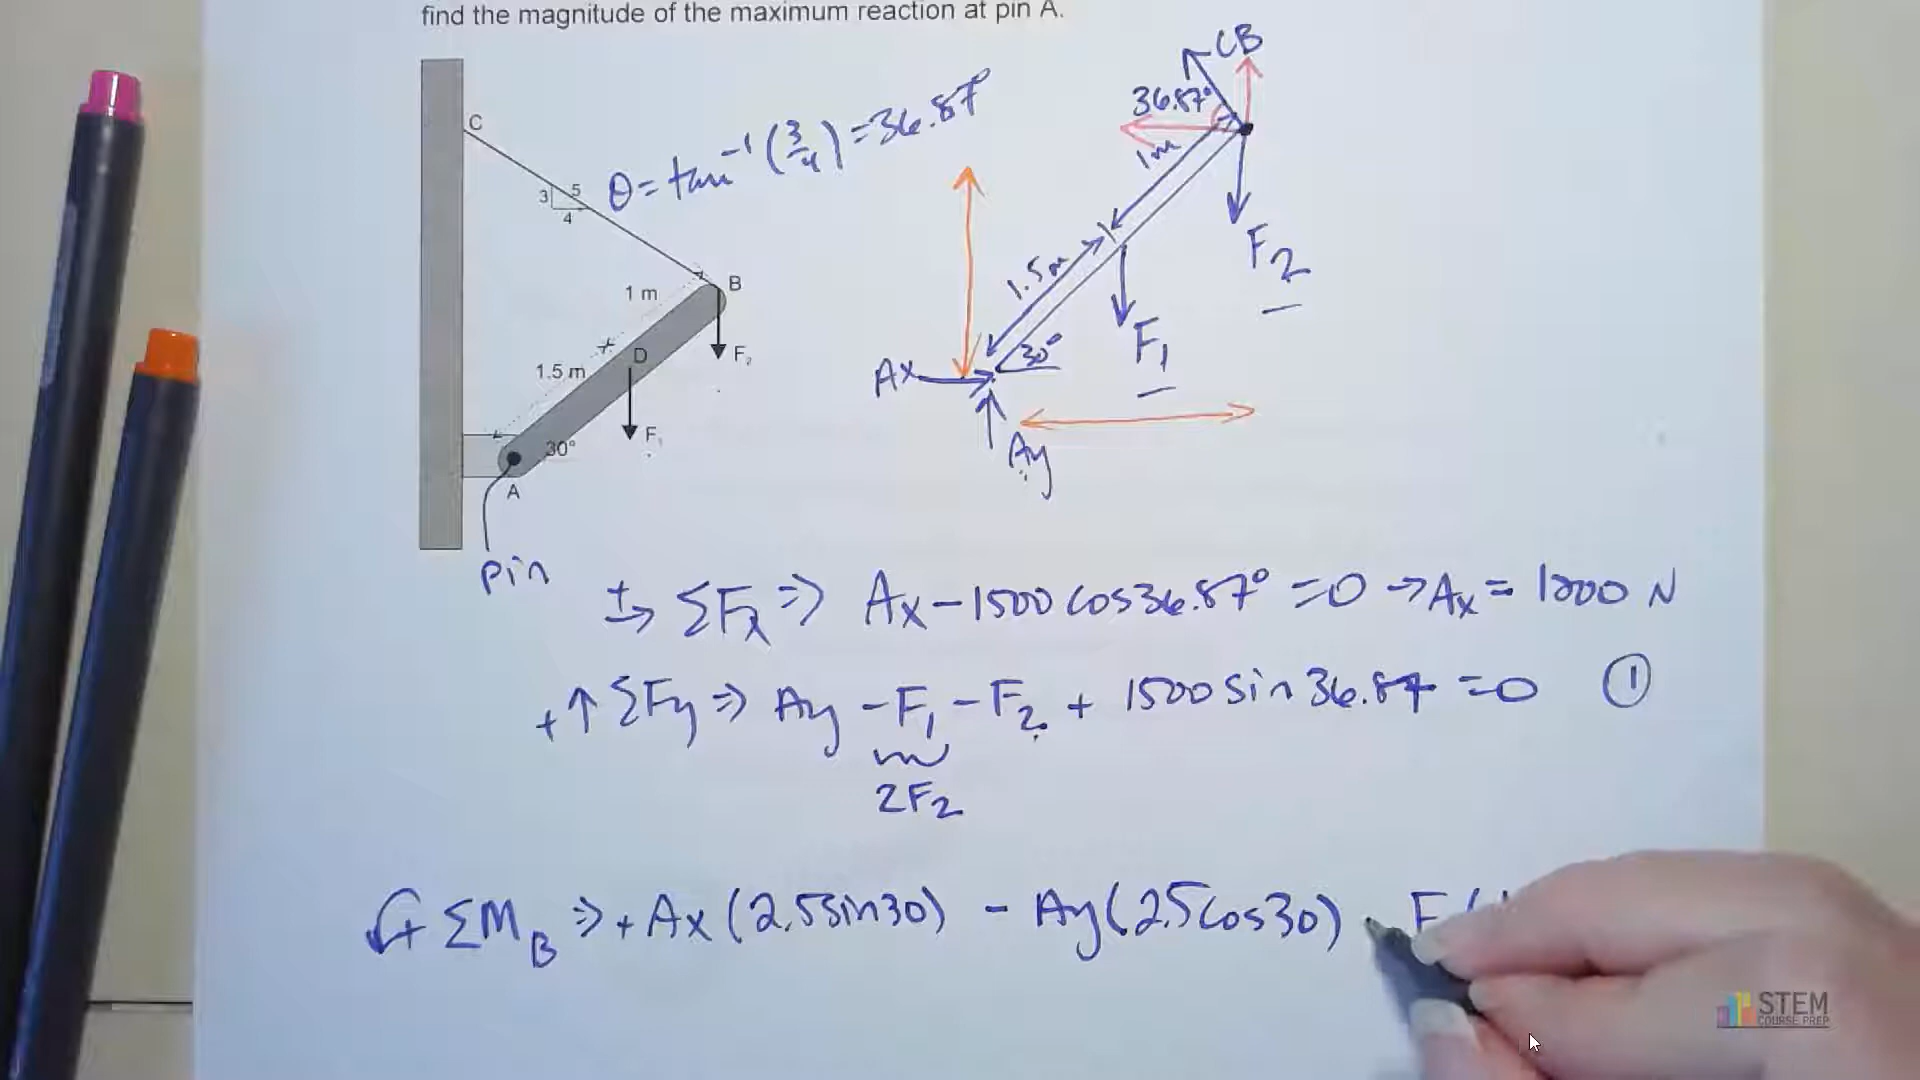 find the magnitude of the maximum reaction at pin A.
C
3
5
4
θ = tan⁻¹(3/4) = 36.87°
1 m
B
F₂
D
1.5 m
F₁
30°
A
pin
CB
36.87°
1m
1.5m
F₂
F₁
30°
Ax
Ay
+→ ΣFx ⇒ Ax - 1500 cos 36.87° = 0 → Ax = 1200 N
+↑ ΣFy ⇒ Ay - F₁ - F₂ + 1500 sin 36.87 = 0 ①
2F₂
+ ΣM_B ⇒ + Ax (2.5 sin 30) - Ay (2.5 cos 30) F (
STEM
COURSE PREP